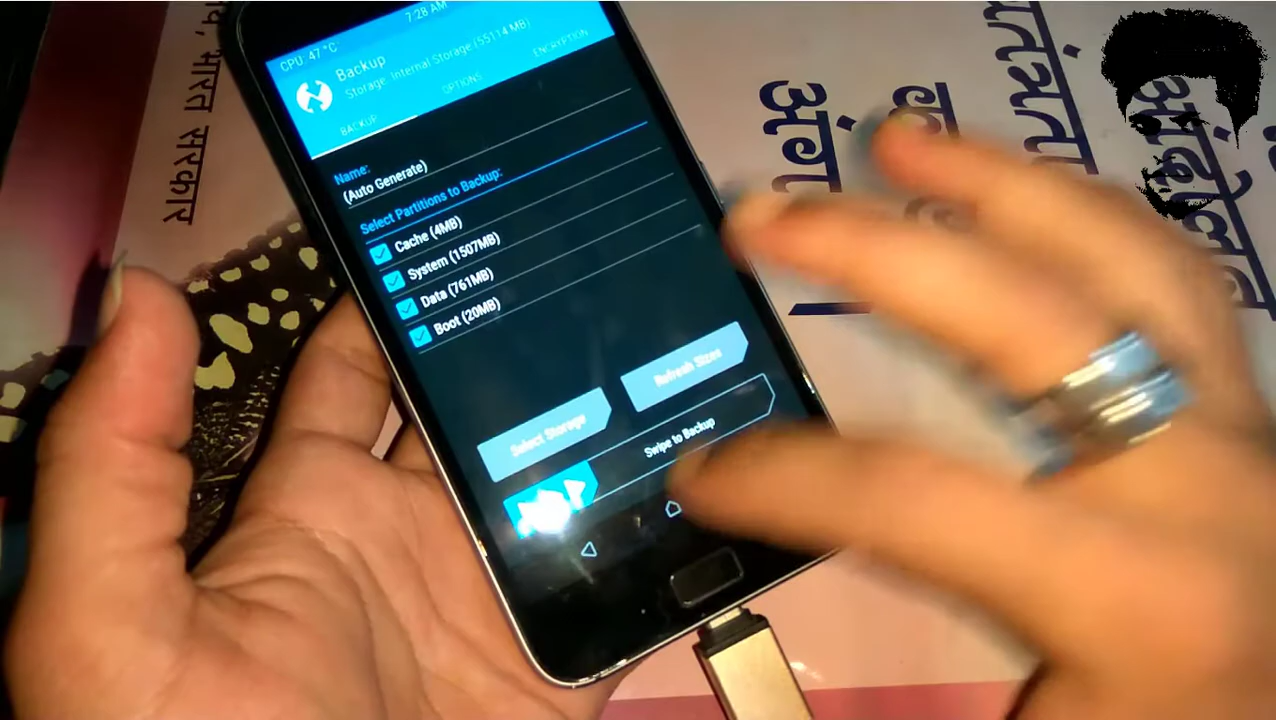 7:28 AM
CPU: 47 °C
Backup
Storage: Internal Storage (55114 MB)
BACKUP
OPTIONS
ENCRYPTION
Name:
(Auto Generate)
Select Partitions to Backup:
Cache (4MB)
System (1507MB)
Data (761MB)
Boot (20MB)
Select Storage
Refresh Sizes
Swipe to Backup
भारत सरकार